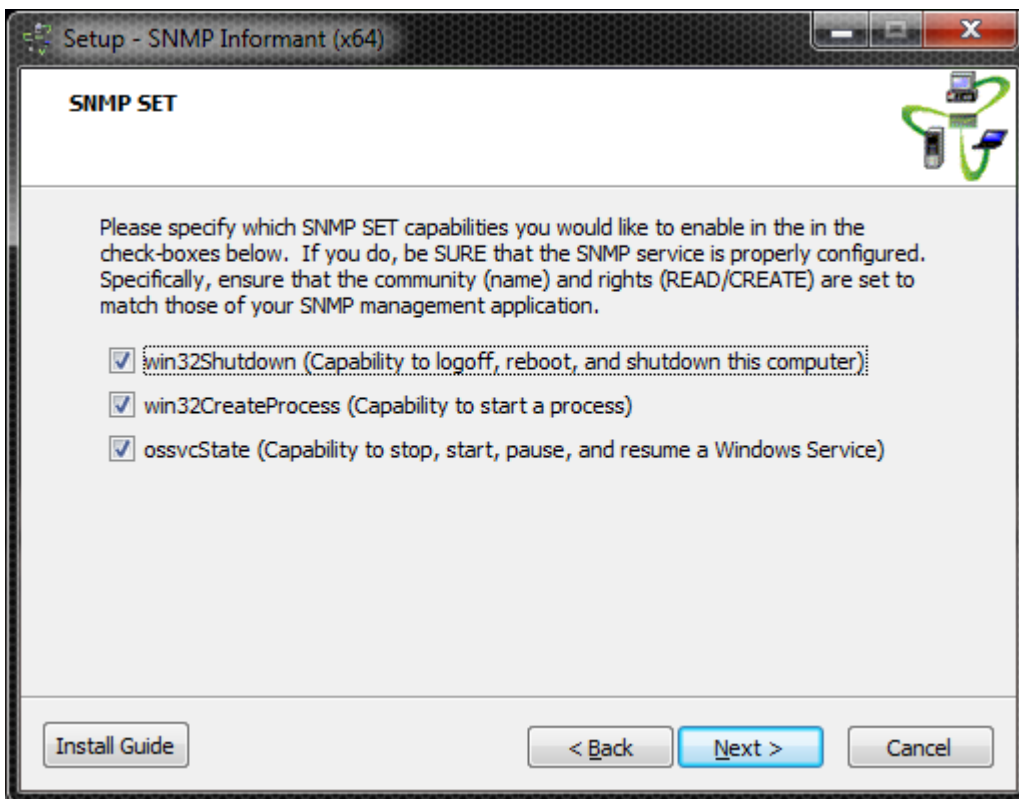 Setup - SNMP Informant (x64)
SNMP SET
Please specify which SNMP SET capabilities you would like to enable in the in the
check-boxes below.  If you do, be SURE that the SNMP service is properly configured.
Specifically, ensure that the community (name) and rights (READ/CREATE) are set to
match those of your SNMP management application.
win32Shutdown (Capability to logoff, reboot, and shutdown this computer)
win32CreateProcess (Capability to start a process)
ossvcState (Capability to stop, start, pause, and resume a Windows Service)
Install Guide
< Back
Next >
Cancel